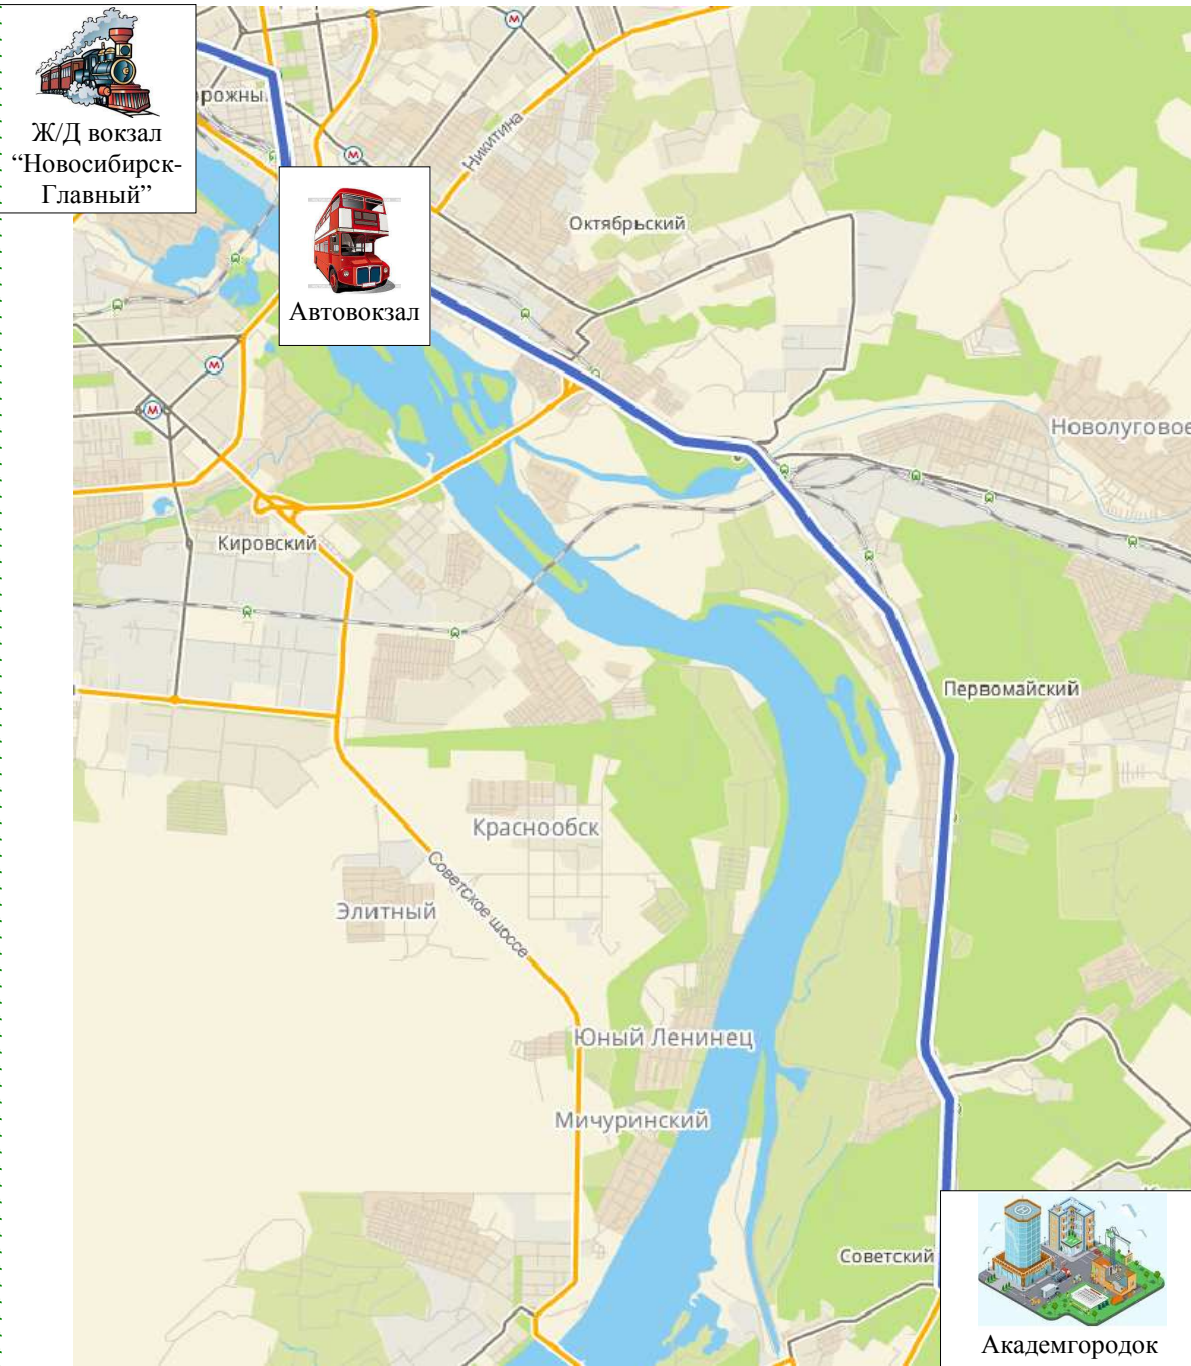 Ж/Д вокзал
“Новосибирск-
Главный”
рожны
Никитина
Октябрьский
Автовокзал
Новолуговое
Кировский
Первомайский
Краснообск
Советское шоссе
Элитный
Юный Ленинец
Мичуринский
Советский
Академгородок